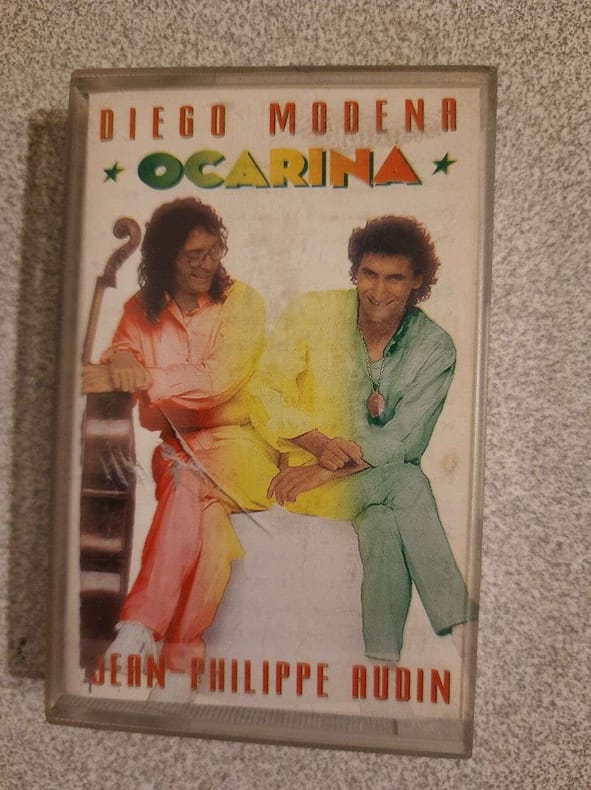 DIEGO MODENA
★ OCARINA ★
JEAN-PHILIPPE AUDIN